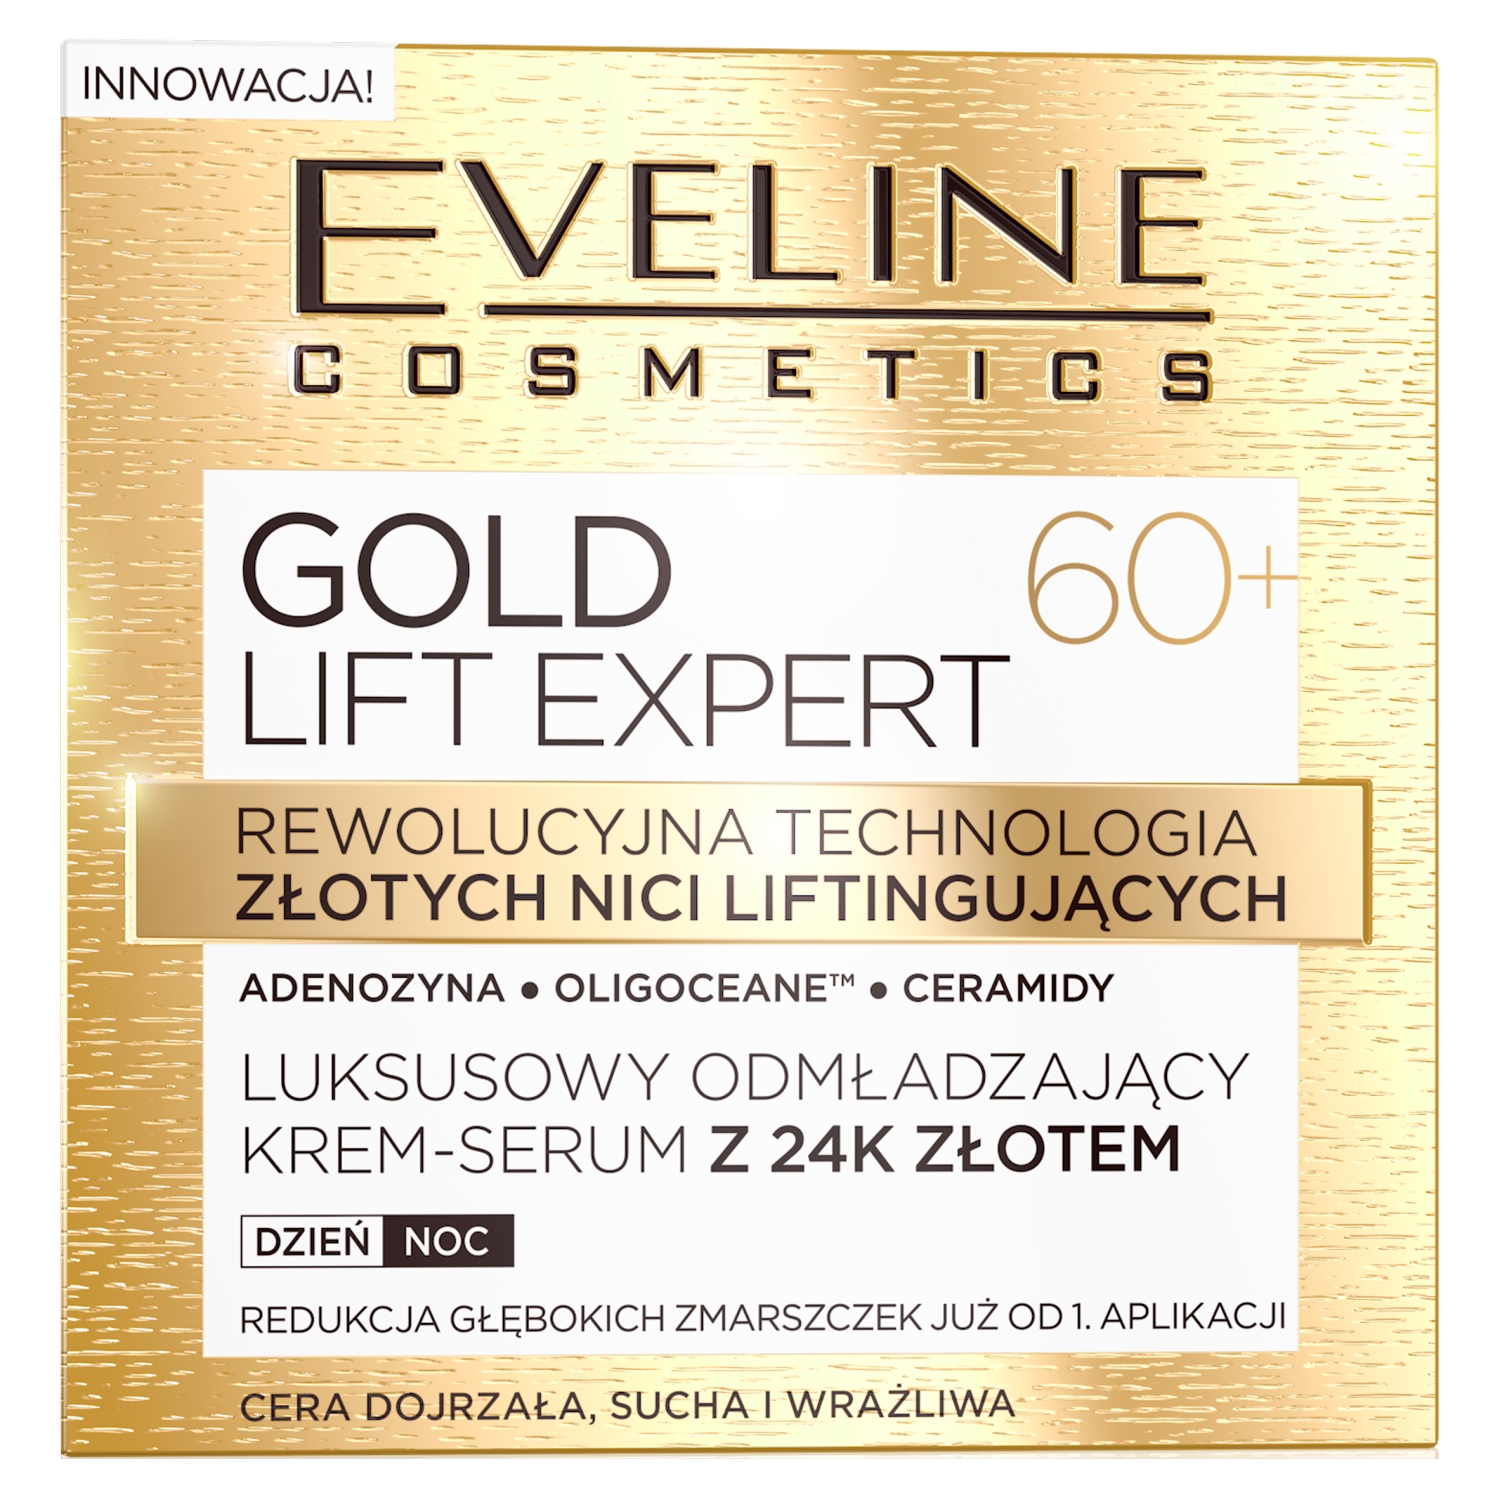 INNOWACJA!
EVELINE
COSMETICS
GOLD 60+
LIFT EXPERT
REWOLUCYJNA TECHNOLOGIA
ZŁOTYCH NICI LIFTINGUJĄCYCH
ADENOZYNA • OLIGOCEANE™ • CERAMIDY
LUKSUSOWY ODMŁADZAJĄCY
KREM-SERUM Z 24K ZŁOTEM
DZIEŃ NOC
REDUKCJA GŁĘBOKICH ZMARSZCZEK JUŻ OD 1. APLIKACJI
CERA DOJRZAŁA, SUCHA I WRAŻLIWA